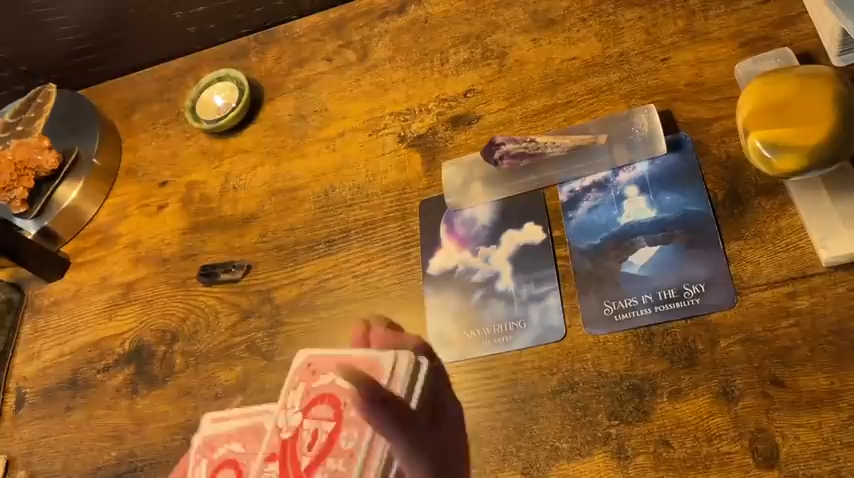 SKYWRITING
STARS IN THE SKY
LIMITLESS POSSIBILITY